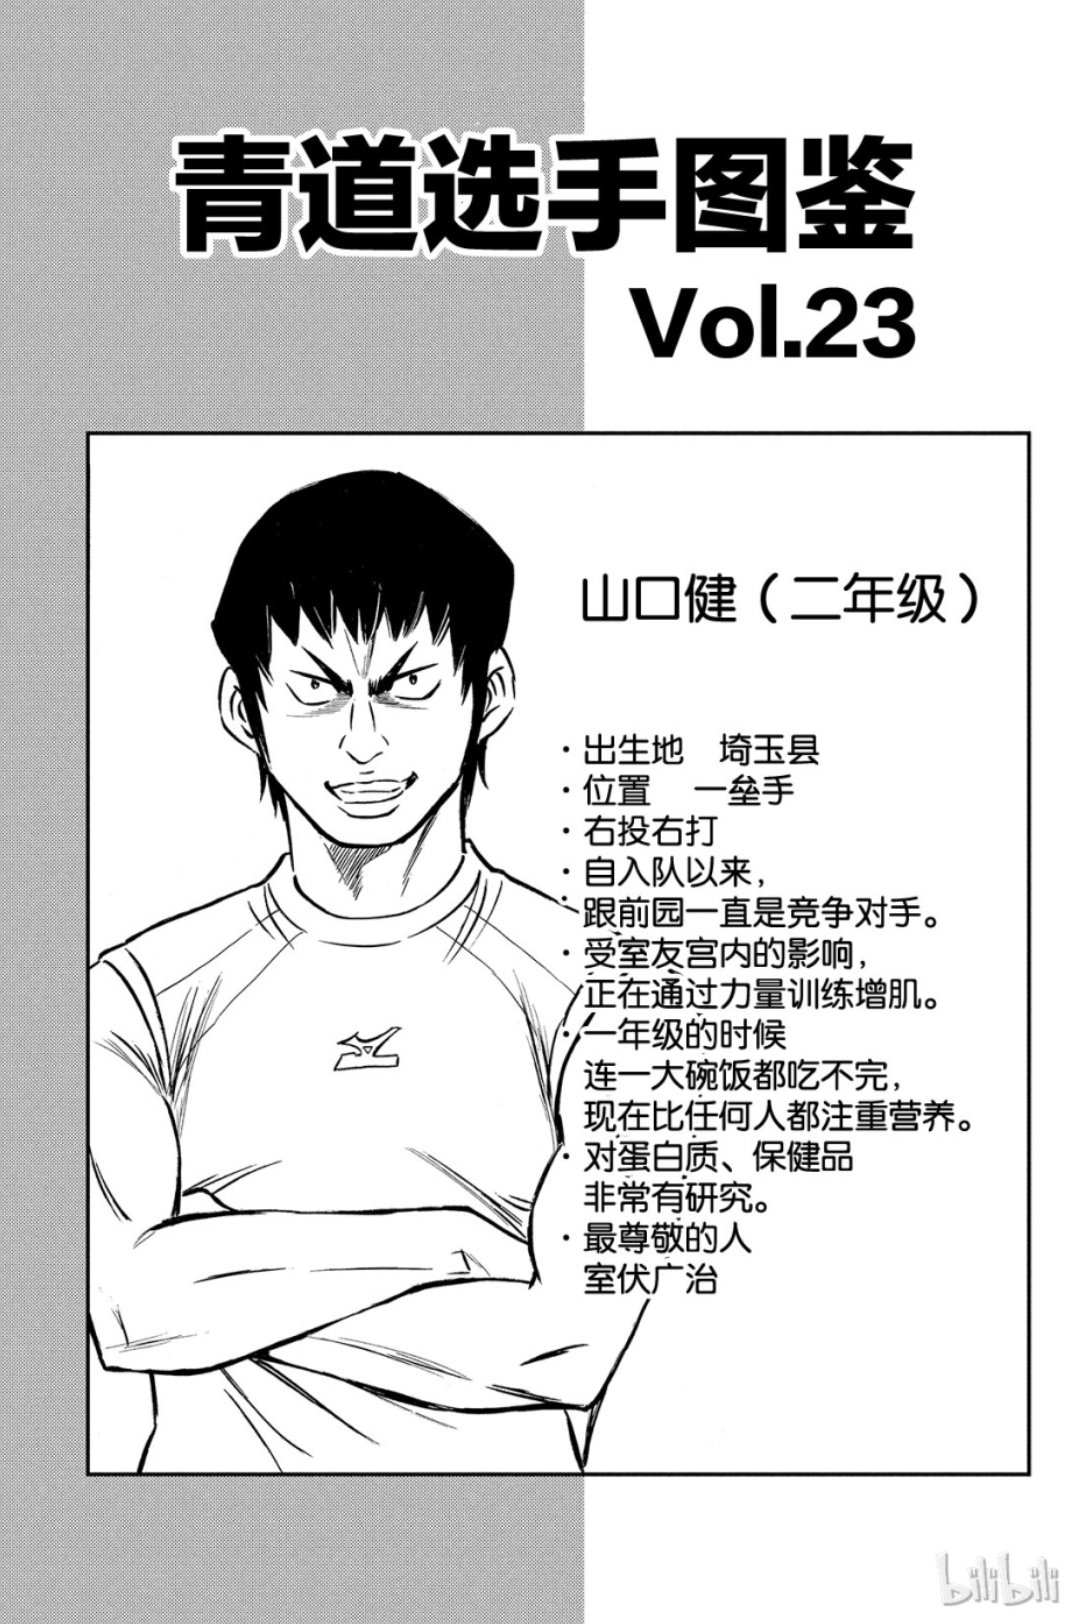 青道选手图鉴
Vol.23
山口健（二年级）
·出生地　埼玉县
·位置　一垒手
·右投右打
·自入队以来，
·跟前园一直是竞争对手。
·受室友宫内的影响，
正在通过力量训练增肌。
·一年级的时候
连一大碗饭都吃不完，
现在比任何人都注重营养。
·对蛋白质、保健品
非常有研究。
·最尊敬的人
室伏广治
bilibili